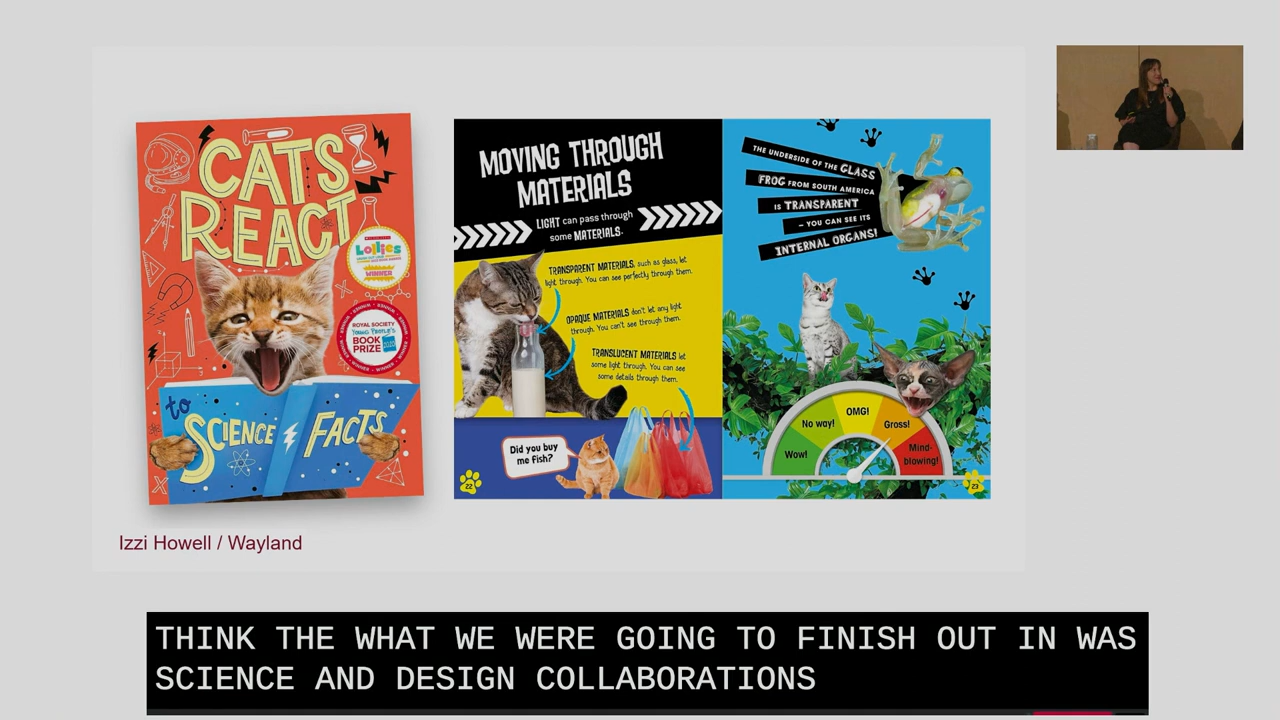 CATS
REACT
to
SCIENCE FACTS
SCHOLASTIC
Lollies
WINNER
ROYAL SOCIETY
YOUNG PEOPLE'S
BOOK
PRIZE
MOVING THROUGH
MATERIALS
LIGHT can pass through
some MATERIALS.
TRANSPARENT MATERIALS, such as glass, let
light through. You can see perfectly through them.
OPAQUE MATERIALS don't let any light
through. You can't see through them.
TRANSLUCENT MATERIALS let
some light through. You can see
some details through them.
Did you buy
me fish?
22
THE UNDERSIDE OF THE GLASS
FROG FROM SOUTH AMERICA
IS TRANSPARENT
– YOU CAN SEE ITS
INTERNAL ORGANS!
Wow!
No way!
OMG!
Gross!
Mind-
blowing!
23
Izzi Howell / Wayland
THINK THE WHAT WE WERE GOING TO FINISH OUT IN WAS
SCIENCE AND DESIGN COLLABORATIONS